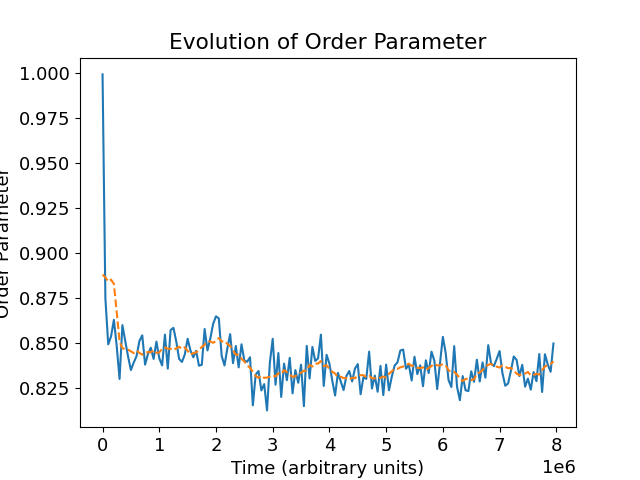 Evolution of Order Parameter
1.000
0.975
0.950
0.925
0.900
0.875
0.850
0.825
Order Parameter
0 1 2 3 4 5 6 7 8
1e6
Time (arbitrary units)